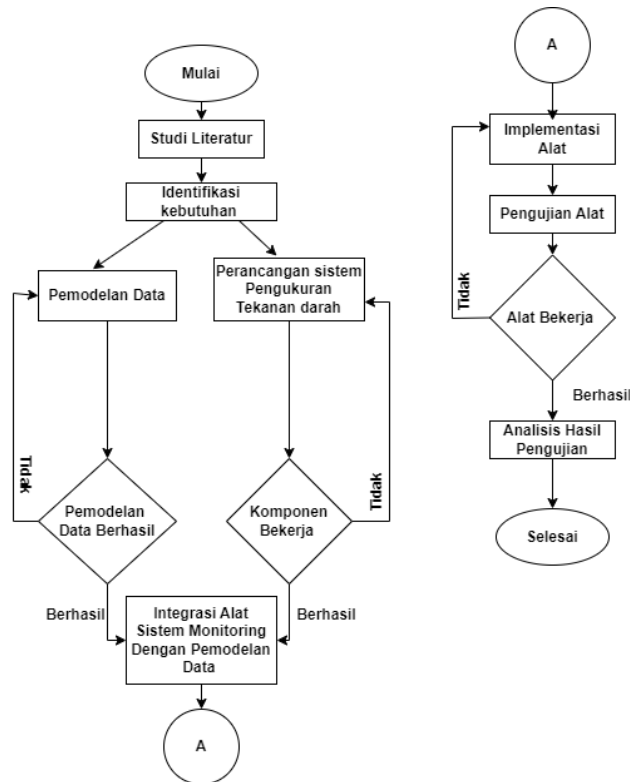 Mulai
Studi Literatur
Identifikasi
kebutuhan
Pemodelan Data
Perancangan sistem
Pengukuran
Tekanan darah
Tidak
Pemodelan
Data Berhasil
Komponen
Bekerja
Tidak
Berhasil
Berhasil
Integrasi Alat
Sistem Monitoring
Dengan Pemodelan
Data
A
A
Implementasi
Alat
Pengujian Alat
Tidak
Alat Bekerja
Berhasil
Analisis Hasil
Pengujian
Selesai